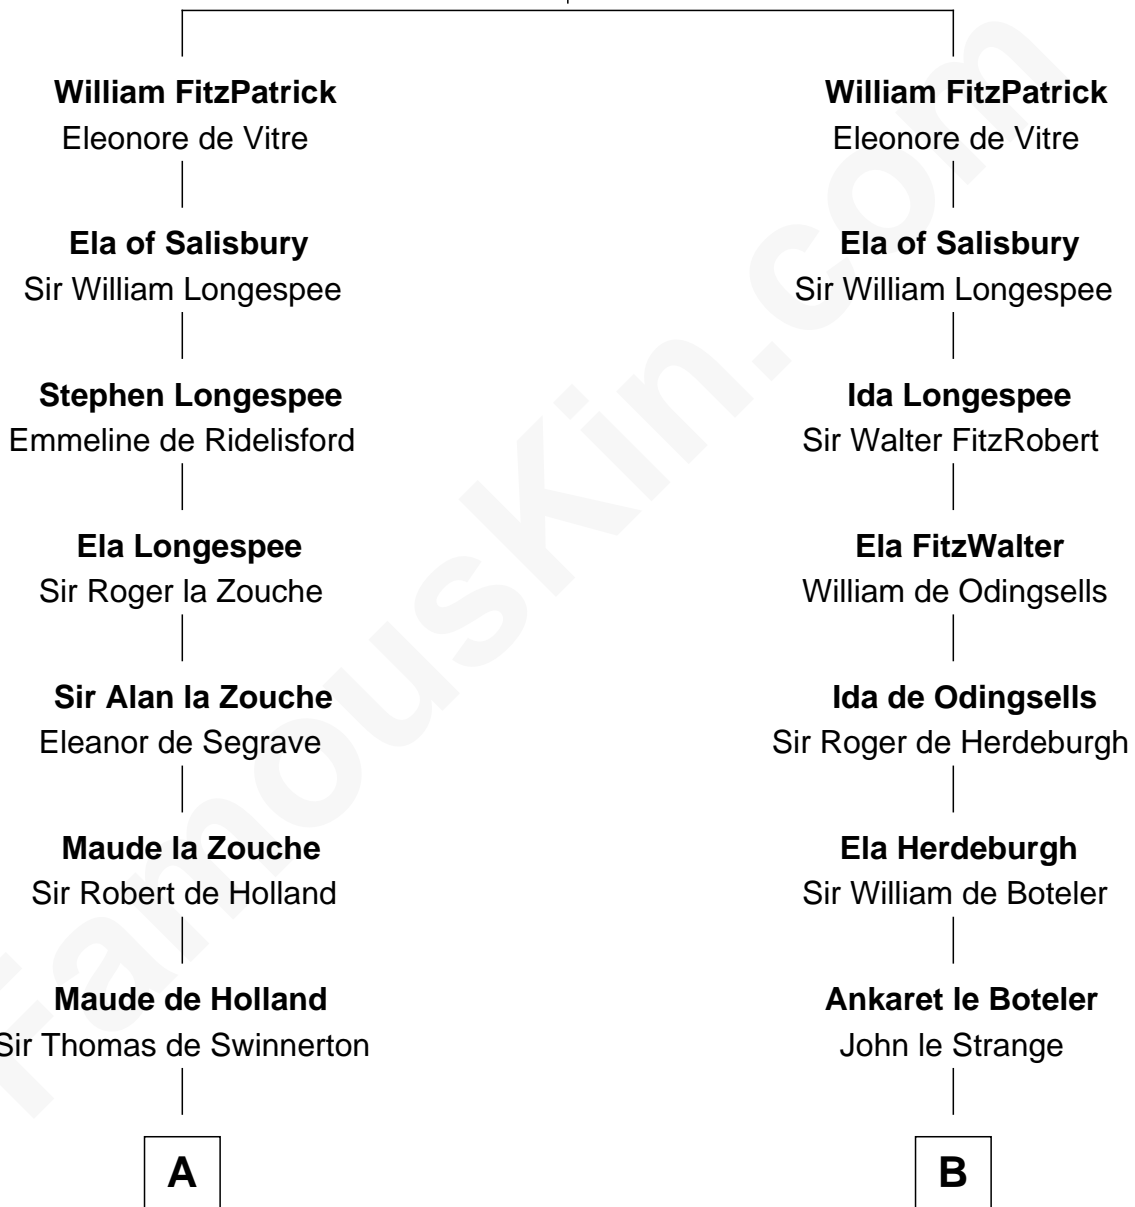 William FitzPatrick
Eleonore de Vitre
Ela of Salisbury
Sir William Longespee
Stephen Longespee
Emmeline de Ridelisford
Ela Longespee
Sir Roger la Zouche
Sir Alan la Zouche
Eleanor de Segrave
Maude la Zouche
Sir Robert de Holland
Maude de Holland
Sir Thomas de Swinnerton
A
William FitzPatrick
Eleonore de Vitre
Ela of Salisbury
Sir William Longespee
Ida Longespee
Sir Walter FitzRobert
Ela FitzWalter
William de Odingsells
Ida de Odingsells
Sir Roger de Herdeburgh
Ela Herdeburgh
Sir William de Boteler
Ankaret le Boteler
John le Strange
B
FamousKin.com